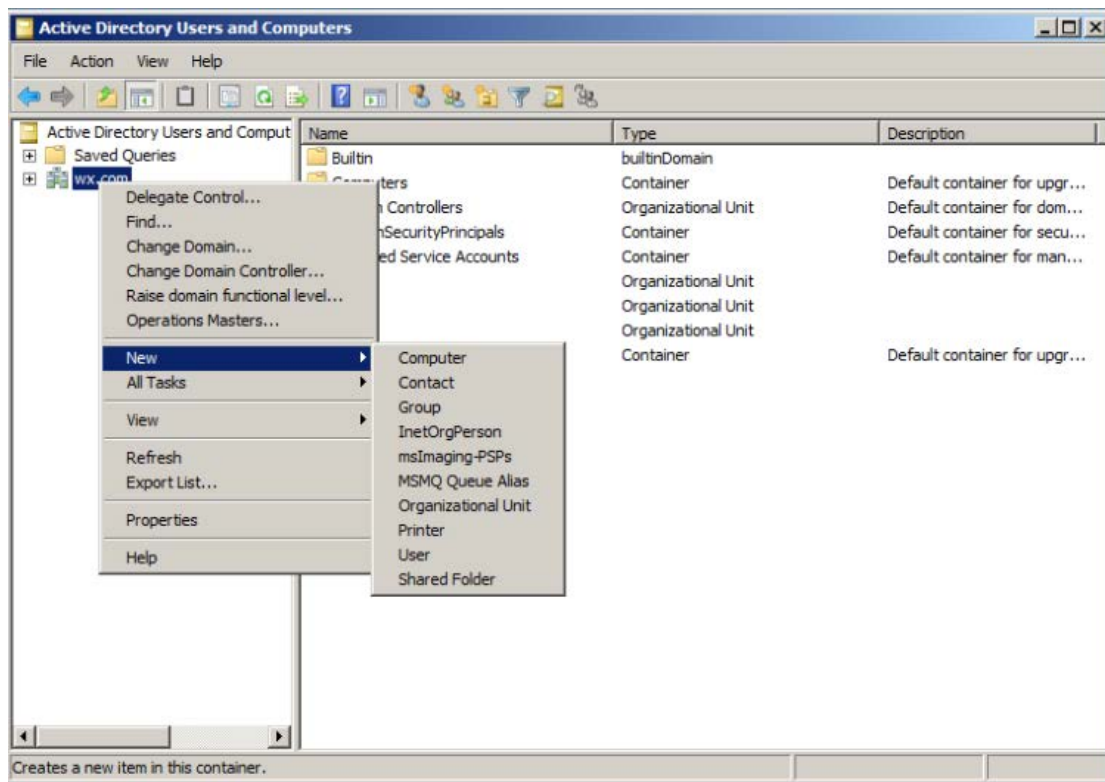 Active Directory Users and Computers
File Action View Help
Active Directory Users and Comput
Saved Queries
wx.com
Name Type Description
Builtin builtinDomain
Container Default container for upgr...
Controllers Organizational Unit Default container for dom...
nSecurityPrincipals Container Default container for secu...
ed Service Accounts Container Default container for man...
Organizational Unit
Organizational Unit
Organizational Unit
Container Default container for upgr...
Delegate Control...
Find...
Change Domain...
Change Domain Controller...
Raise domain functional level...
Operations Masters...
New
All Tasks
View
Refresh
Export List...
Properties
Help
Computer
Contact
Group
InetOrgPerson
msImaging-PSPs
MSMQ Queue Alias
Organizational Unit
Printer
User
Shared Folder
Creates a new item in this container.